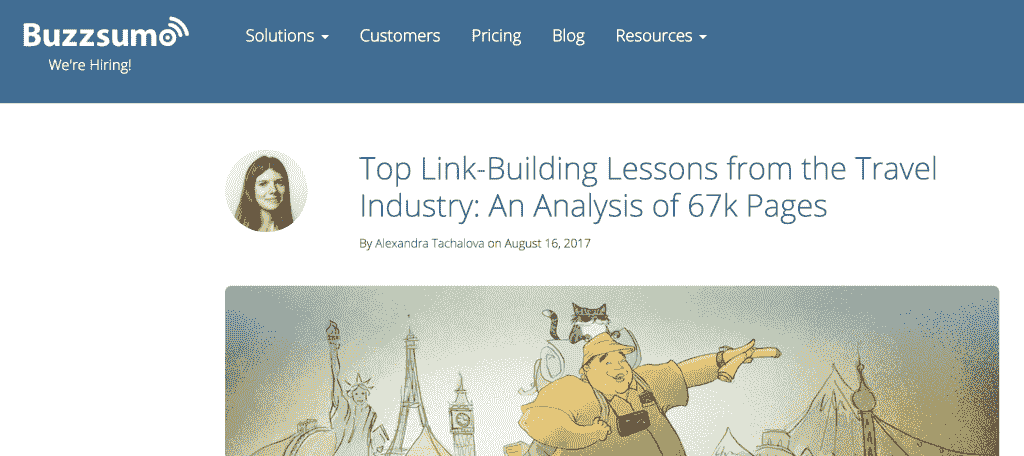 Buzzsumo
We're Hiring!
Solutions
Customers
Pricing
Blog
Resources
Top Link-Building Lessons from the Travel
Industry: An Analysis of 67k Pages
By Alexandra Tachalova on August 16, 2017